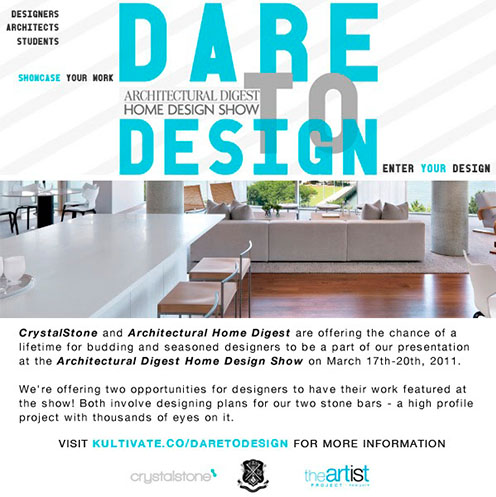 DESIGNERS
ARCHITECTS
STUDENTS
SHOWCASE YOUR WORK
DARE
TO
ARCHITECTURAL DIGEST
HOME DESIGN SHOW
DESIGN
ENTER YOUR DESIGN
CrystalStone and Architectural Home Digest are offering the chance of a
lifetime for budding and seasoned designers to be a part of our presentation
at the Architectural Digest Home Design Show on March 17th-20th, 2011.
We're offering two opportunities for designers to have their work featured at
the show! Both involve designing plans for our two stone bars - a high profile
project with thousands of eyes on it.
VISIT KULTIVATE.CO/DARETODESIGN FOR MORE INFORMATION
crystalstone
theartist
PROJECT